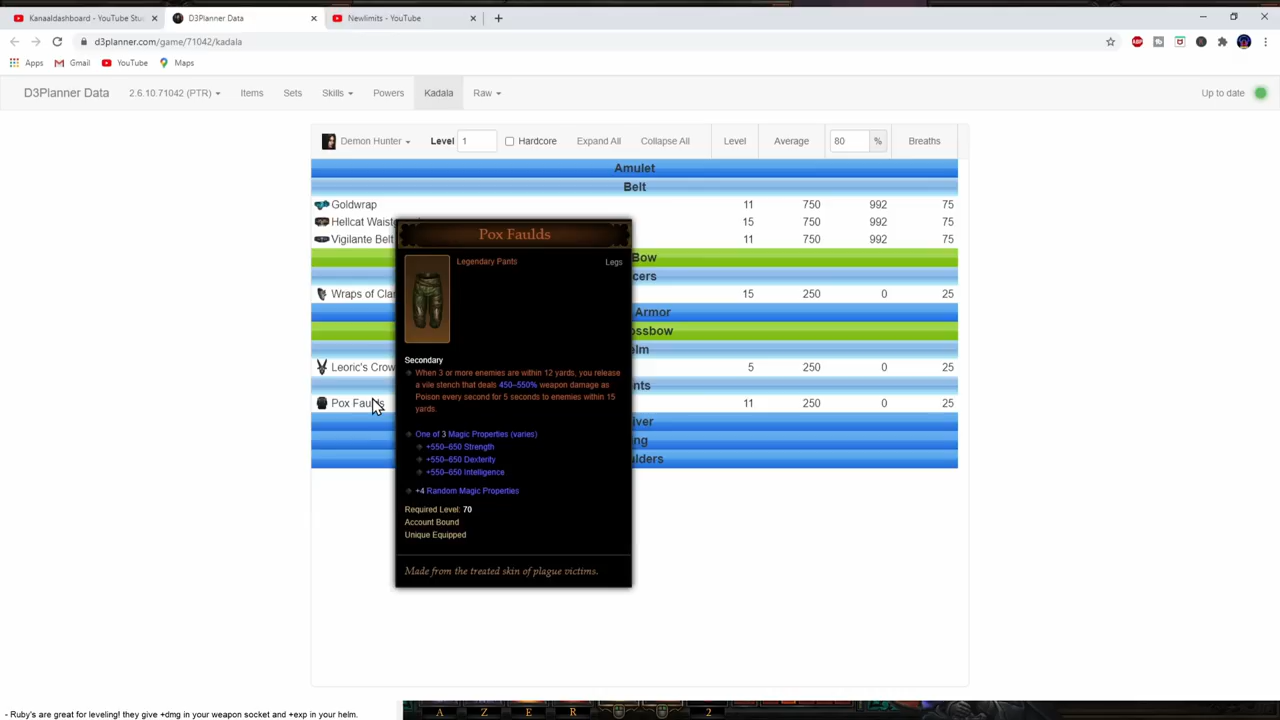 Kanaaldashboard - YouTube Stu
D3Planner Data
Newlimits - YouTube
d3planner.com/game/71042/kadala
Apps
Gmail
YouTube
Maps
D3Planner Data
2.6.10.71042 (PTR)
Items
Sets
Skills
Powers
Kadala
Raw
Up to date
Demon Hunter
Level
1
Hardcore
Expand All
Collapse All
Level
Average
80
%
Breaths
Amulet
Belt
Goldwrap 11 750 992 75
Hellcat Waistg 15 750 992 75
Vigilante Belt 11 750 992 75
Bow
cers
Wraps of Clar 15 250 0 25
Armor
ossbow
elm
Leoric's Crow 5 250 0 25
nts
Pox Faulds 11 250 0 25
iver
ng
ulders
Pox Faulds
Legendary Pants
Legs
Secondary
When 3 or more enemies are within 12 yards, you release
a vile stench that deals 450–550% weapon damage as
Poison every second for 5 seconds to enemies within 15
yards.
One of 3 Magic Properties (varies)
+550–650 Strength
+550–650 Dexterity
+550–650 Intelligence
+4 Random Magic Properties
Required Level: 70
Account Bound
Unique Equipped
Made from the treated skin of plague victims.
- Ruby's are great for leveling! they give +dmg in your weapon socket and +exp in your helm.
A Z E R 2